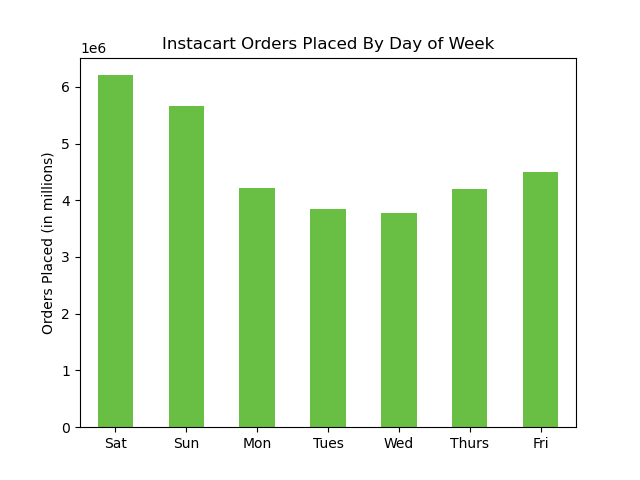 Instacart Orders Placed By Day of Week
1e6
Orders Placed (in millions)
6
5
4
3
2
1
0
Sat Sun Mon Tues Wed Thurs Fri